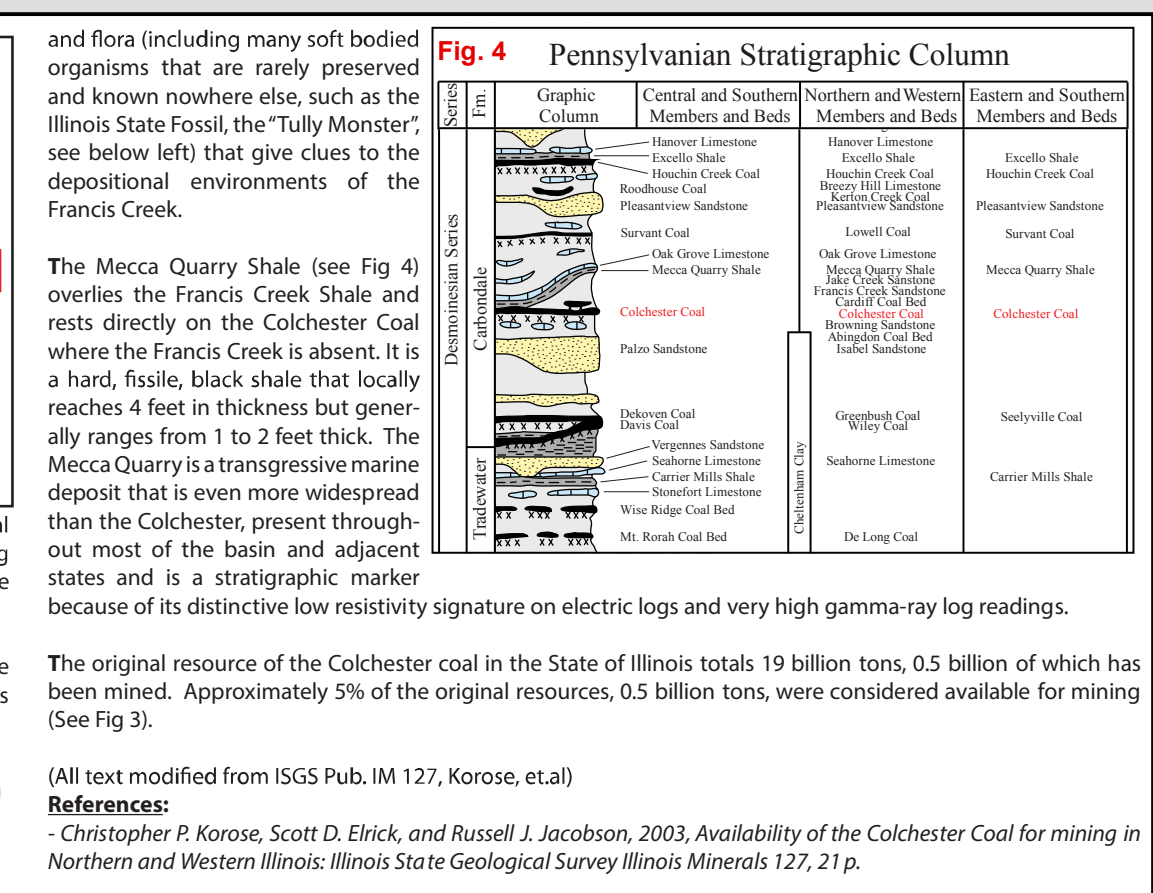 and flora (including many soft bodied
organisms that are rarely preserved
and known nowhere else, such as the
Illinois State Fossil, the “Tully Monster”,
see below left) that give clues to the
depositional environments of the
Francis Creek.
The Mecca Quarry Shale (see Fig 4)
overlies the Francis Creek Shale and
rests directly on the Colchester Coal
where the Francis Creek is absent. It is
a hard, fissile, black shale that locally
reaches 4 feet in thickness but gener-
ally ranges from 1 to 2 feet thick. The
Mecca Quarry is a transgressive marine
deposit that is even more widespread
than the Colchester, present through-
out most of the basin and adjacent
states and is a stratigraphic marker
because of its distinctive low resistivity signature on electric logs and very high gamma-ray log readings.
Fig. 4 Pennsylvanian Stratigraphic Column
Series
Fm.
Graphic
Column
Central and Southern
Members and Beds
Northern and Western
Members and Beds
Eastern and Southern
Members and Beds
Desmoinesian Series
Carbondale
Tradewater
Hanover Limestone
Excello Shale
Houchin Creek Coal
Roodhouse Coal
Pleasantview Sandstone
Survant Coal
Oak Grove Limestone
Mecca Quarry Shale
Colchester Coal
Palzo Sandstone
Dekoven Coal
Davis Coal
Vergennes Sandstone
Seahorne Limestone
Carrier Mills Shale
Stonefort Limestone
Wise Ridge Coal Bed
Mt. Rorah Coal Bed
Cheltenham Clay
Hanover Limestone
Excello Shale
Houchin Creek Coal
Breezy Hill Limestone
Kerton Creek Coal
Pleasantview Sandstone
Lowell Coal
Oak Grove Limestone
Mecca Quarry Shale
Jake Creek Sanstone
Francis Creek Sandstone
Cardiff Coal Bed
Colchester Coal
Browning Sandstone
Abingdon Coal Bed
Isabel Sandstone
Greenbush Coal
Wiley Coal
Seahorne Limestone
De Long Coal
Excello Shale
Houchin Creek Coal
Pleasantview Sandstone
Survant Coal
Mecca Quarry Shale
Colchester Coal
Seelyville Coal
Carrier Mills Shale
The original resource of the Colchester coal in the State of Illinois totals 19 billion tons, 0.5 billion of which has
been mined. Approximately 5% of the original resources, 0.5 billion tons, were considered available for mining
(See Fig 3).
(All text modified from ISGS Pub. IM 127, Korose, et.al)
References:
- Christopher P. Korose, Scott D. Elrick, and Russell J. Jacobson, 2003, Availability of the Colchester Coal for mining in
Northern and Western Illinois: Illinois State Geological Survey Illinois Minerals 127, 21 p.